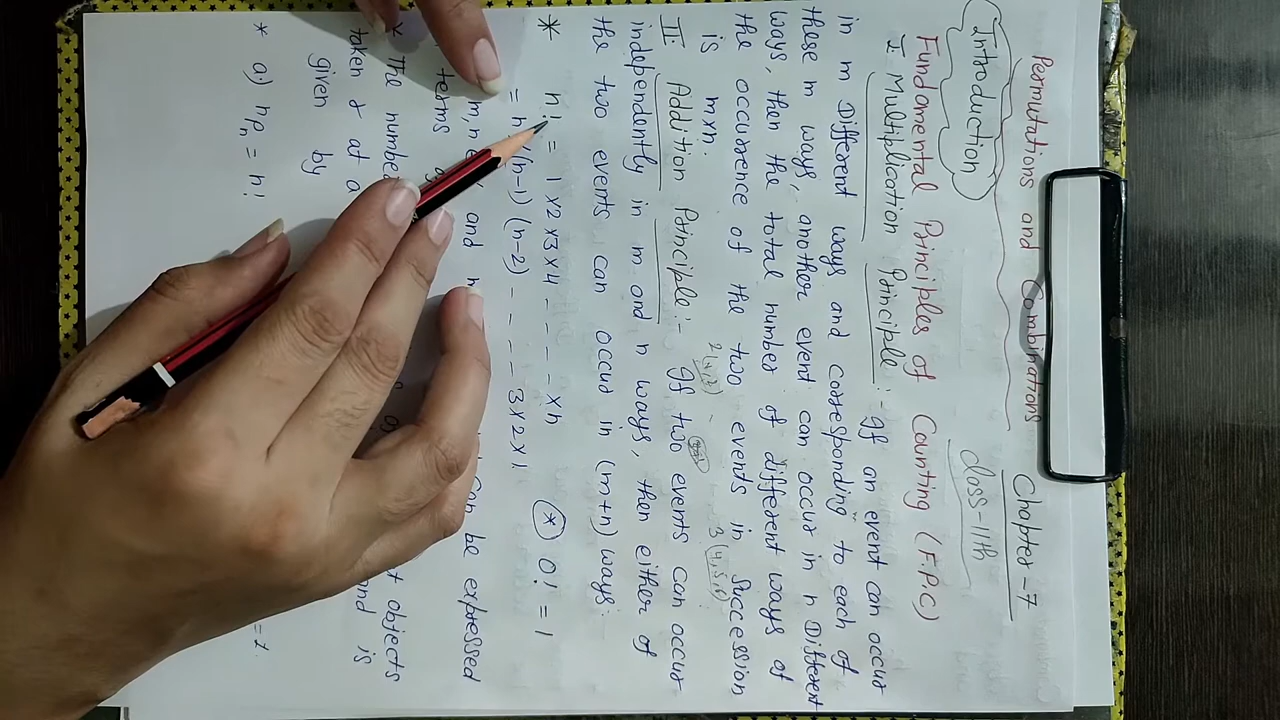 Permutations and Combinations Chapter-7
Introduction class-11th
Fundamental Principles of Counting (F.P.C)
I Multiplication Principle :- If an event can occur
in m Different ways and corresponding to each of
these m ways, another event can occur in n Different
ways, then the total number of different ways of
the occurrence of the two events in Succession
is m×n.
II Addition Principle:- If two events can occur
independently in m and n ways, then either of
the two events can occur in (m+n) ways.
* n! = 1×2×3×4 - - - - ×n * 0! = 1
= n (n-1) (n-2) - - - - 3×2×1.
m, n and can be expressed
terms
* The objects
taken r at a and is
given by
* a) nPn = n!